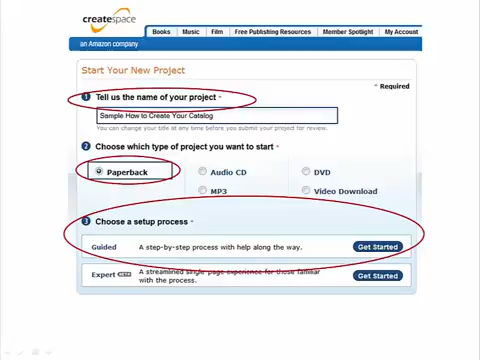 createspace
an Amazon company
Books Music Film Free Publishing Resources Member Spotlight My Account
Start Your New Project
* Required
1 Tell us the name of your project *
Sample How to Create Your Catalog
You can change your title at any time before you submit your project for review.
2 Choose which type of project you want to start *
Paperback Audio CD DVD
MP3 Video Download
3 Choose a setup process *
Guided A step-by-step process with help along the way. Get Started
Expert A streamlined single-page experience for those familiar with the process. Get Started